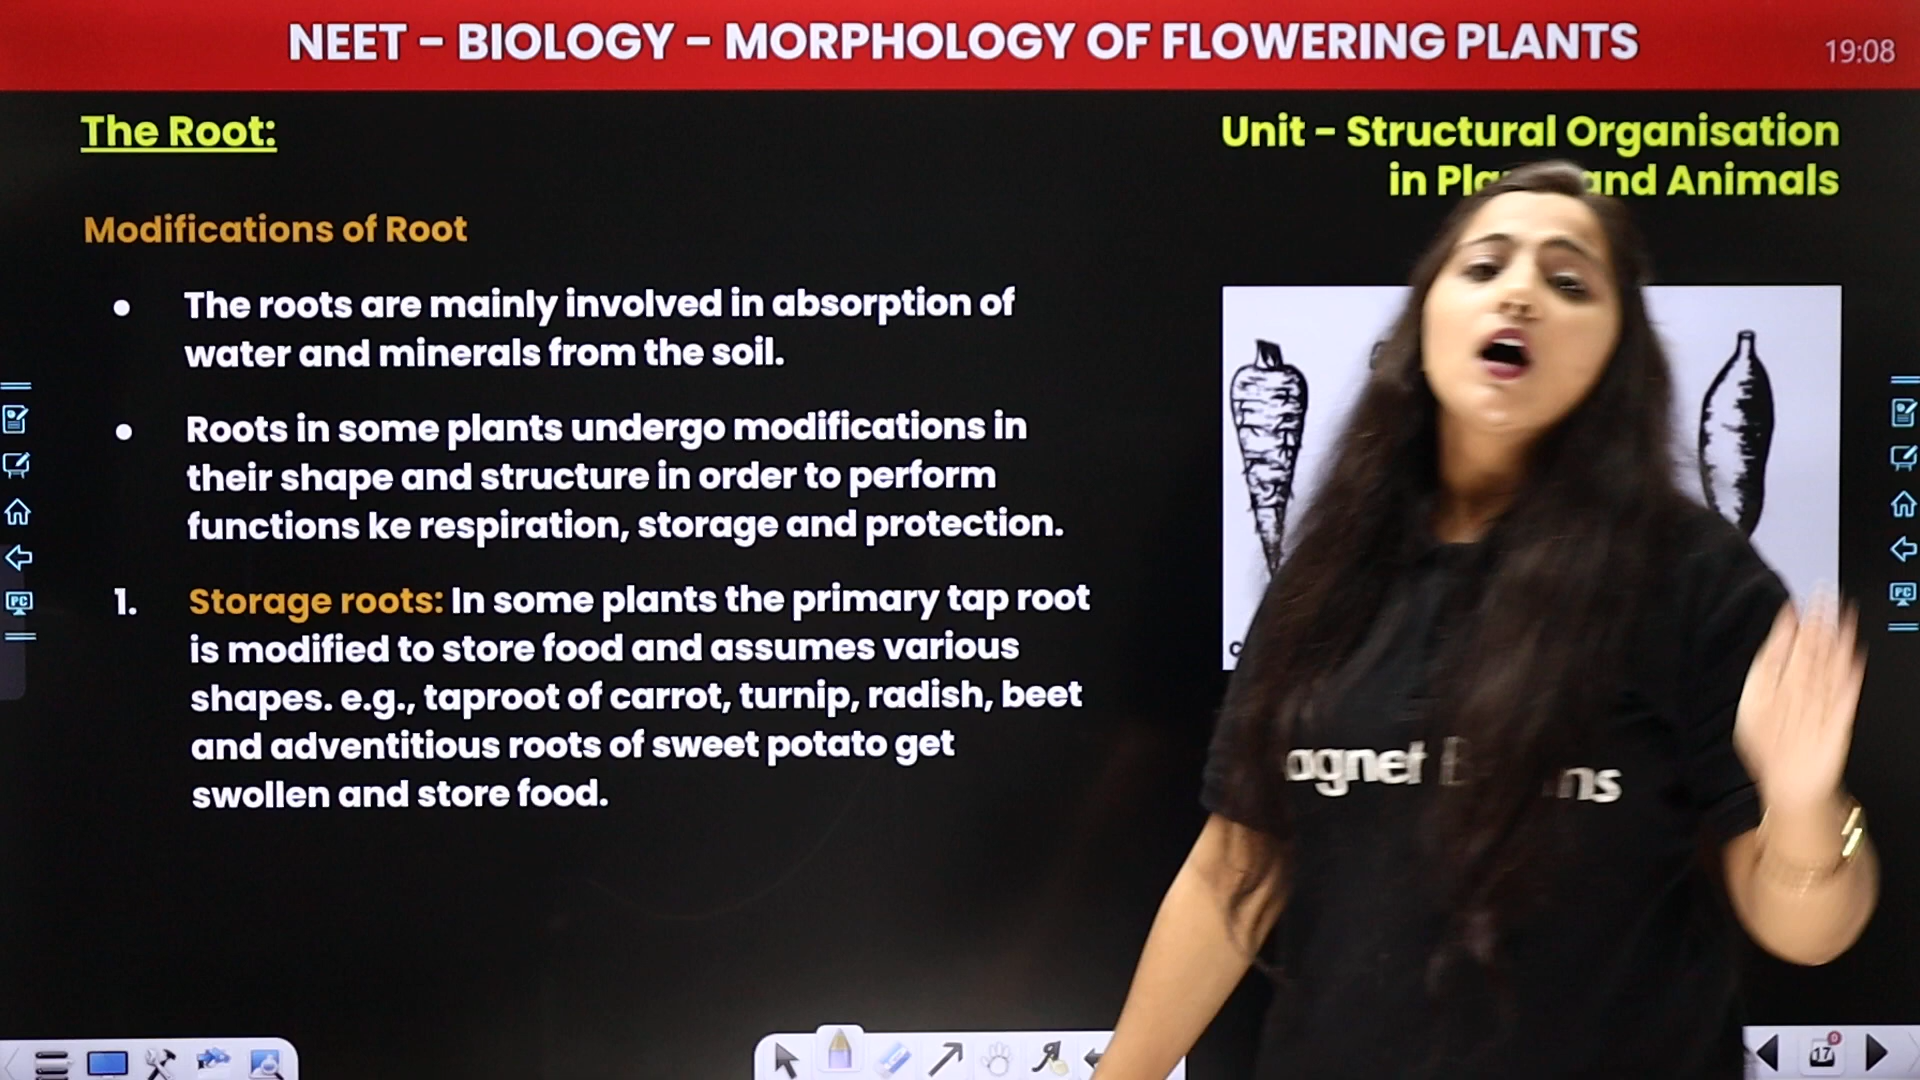 NEET - BIOLOGY - MORPHOLOGY OF FLOWERING PLANTS
19:08
The Root:
Unit - Structural Organisation
in and Animals
Modifications of Root
• The roots are mainly involved in absorption of
water and minerals from the soil.
• Roots in some plants undergo modifications in
their shape and structure in order to perform
functions ke respiration, storage and protection.
1. Storage roots: In some plants the primary tap root
is modified to store food and assumes various
shapes. e.g., taproot of carrot, turnip, radish, beet
and adventitious roots of sweet potato get
swollen and store food.
PC
PC
17